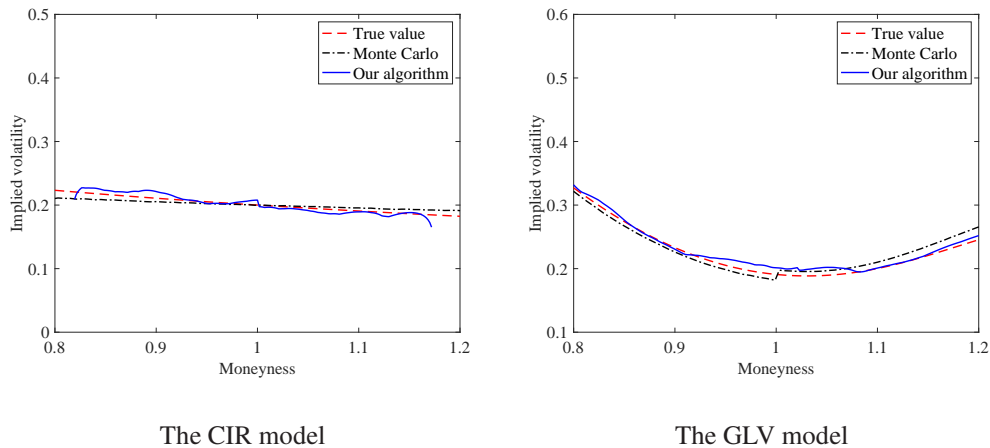 0.5
0.4
0.3
0.2
0.1
0
0.8
0.9
1
1.1
1.2
Implied volatility
Moneyness
True value
Monte Carlo
Our algorithm
The CIR model
0.5
0.4
0.3
0.2
0.1
0.8
0.9
1
1.1
1.2
Implied volatility
Moneyness
True value
Monte Carlo
Our algorithm
The GLV model